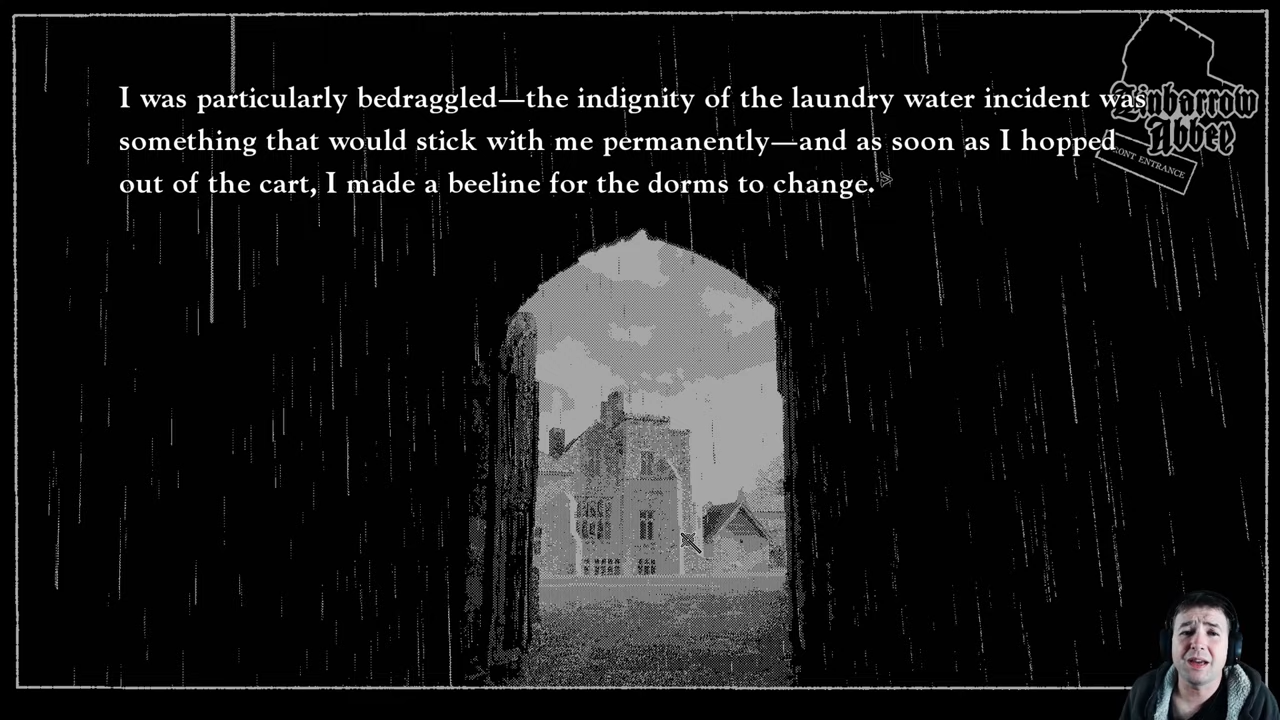 I was particularly bedraggled—the indignity of the laundry water incident was
something that would stick with me permanently—and as soon as I hopped
out of the cart, I made a beeline for the dorms to change.
Linbarrow
Abbey
FRONT ENTRANCE